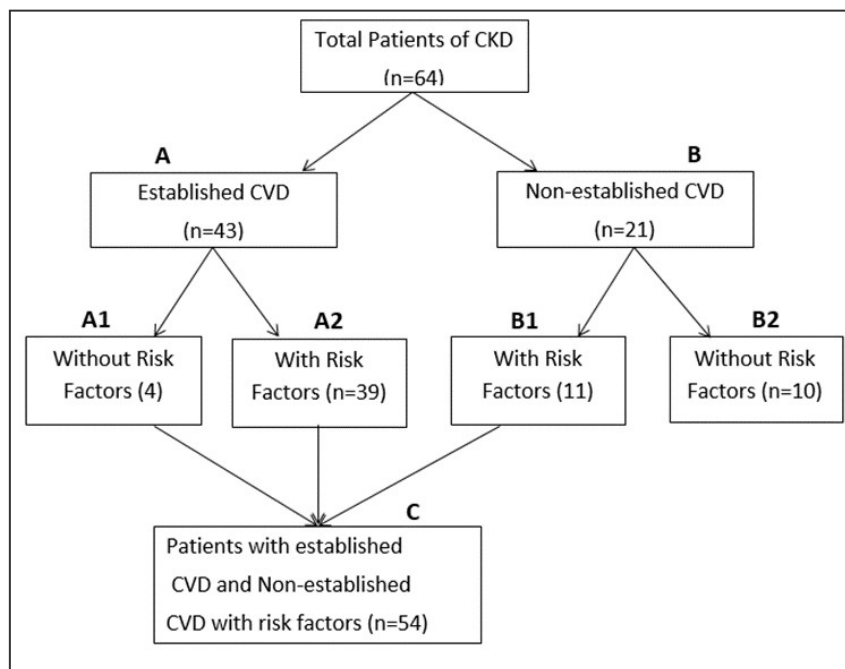 Total Patients of CKD
(n=64)
A
B
Established CVD
(n=43)
Non-established CVD
(n=21)
A1
A2
B1
B2
Without Risk
Factors (4)
With Risk
Factors (n=39)
With Risk
Factors (11)
Without Risk
Factors (n=10)
C
Patients with established
CVD and Non-established
CVD with risk factors (n=54)